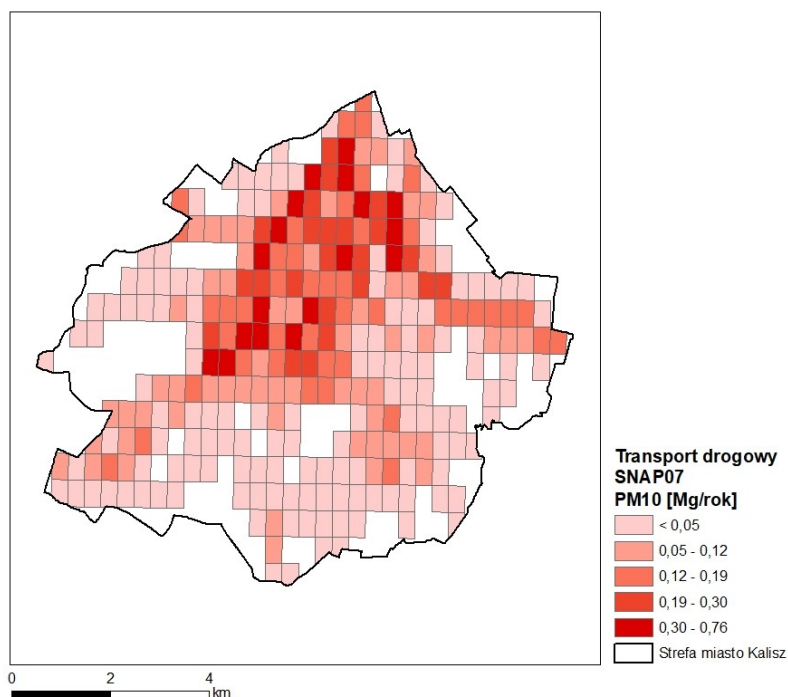 Transport drogowy
SNAP07
PM10 [Mg/rok]
< 0,05
0,05 - 0,12
0,12 - 0,19
0,19 - 0,30
0,30 - 0,76
Strefa miasto Kalisz
0 2 4
km